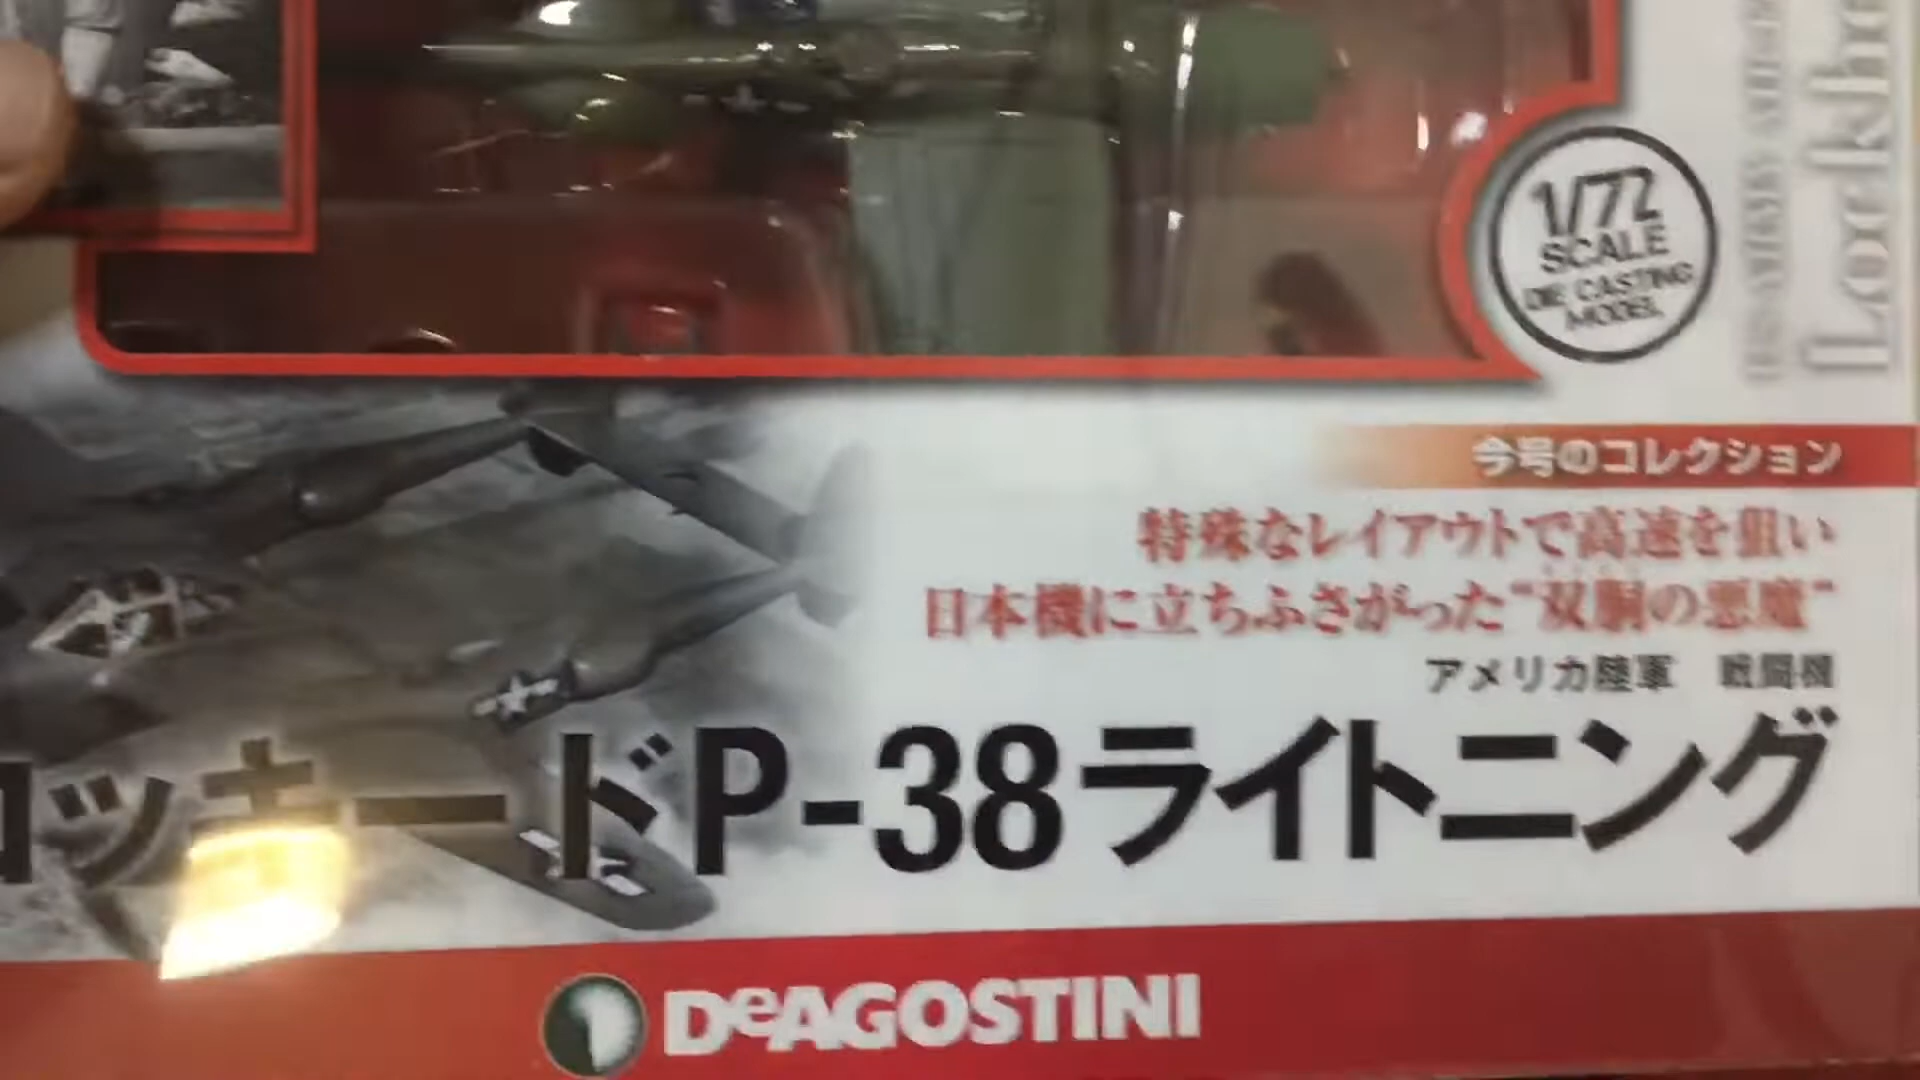 1/72
SCALE
DIE CASTING
MODEL
今号のコレクション
特殊なレイアウトで高速を狙い
日本機に立ちふさがった“双胴の悪魔”
アメリカ陸軍　戦闘機
ロッキードP-38ライトニング
DeAGOSTINI